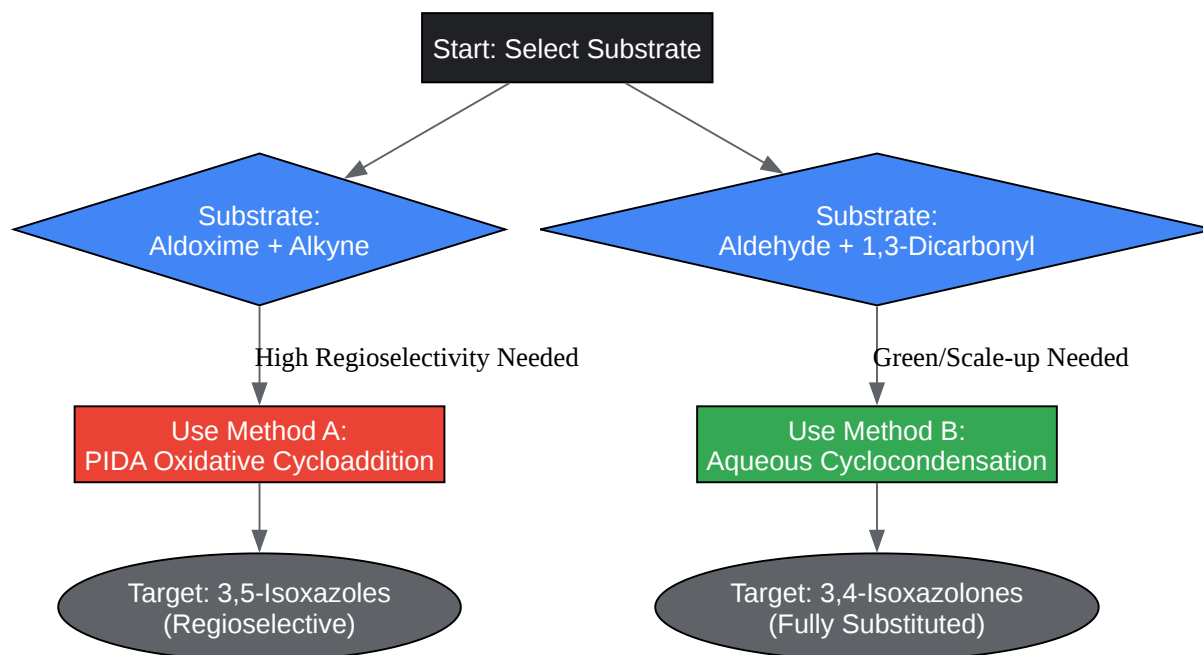 Start: Select Substrate
Substrate:
Aldoxime + Alkyne
Substrate:
Aldehyde + 1,3-Dicarbonyl
High Regioselectivity Needed
Green/Scale-up Needed
Use Method A:
PIDA Oxidative Cycloaddition
Use Method B:
Aqueous Cyclocondensation
Target: 3,5-Isoxazoles
(Regioselective)
Target: 3,4-Isoxazolones
(Fully Substituted)